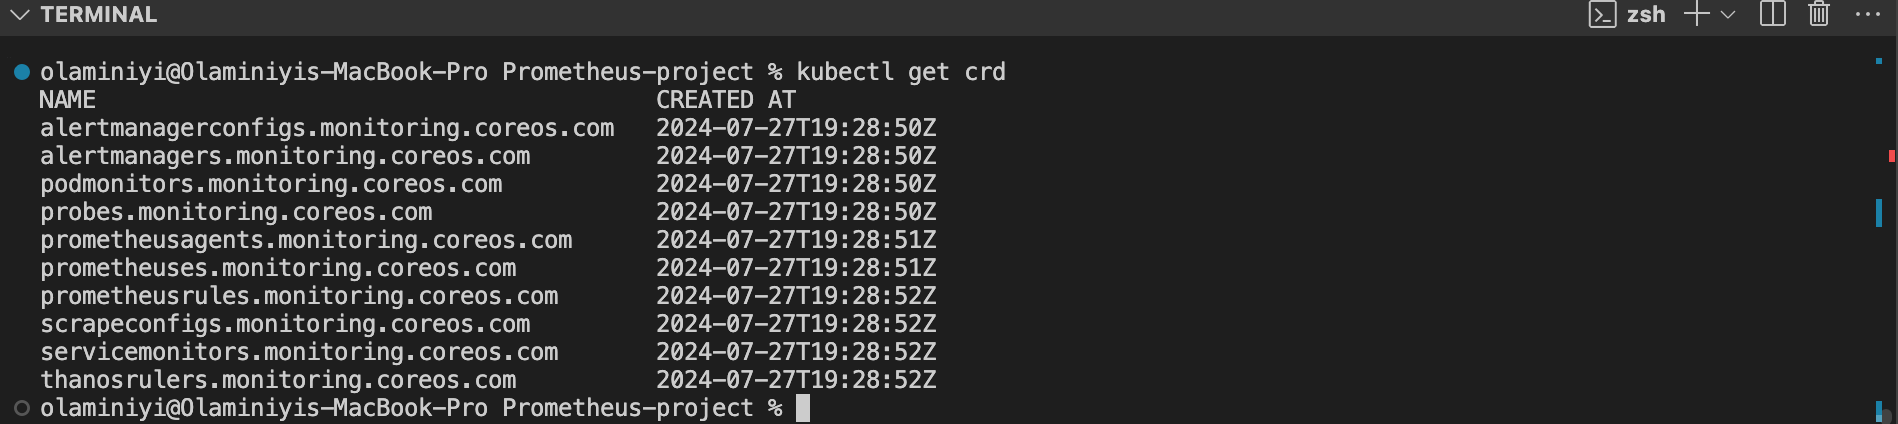 TERMINAL
zsh
olaminiyi@Olaminiyis-MacBook-Pro Prometheus-project % kubectl get crd
NAME CREATED AT
alertmanagerconfigs.monitoring.coreos.com 2024-07-27T19:28:50Z
alertmanagers.monitoring.coreos.com 2024-07-27T19:28:50Z
podmonitors.monitoring.coreos.com 2024-07-27T19:28:50Z
probes.monitoring.coreos.com 2024-07-27T19:28:50Z
prometheusagents.monitoring.coreos.com 2024-07-27T19:28:51Z
prometheuses.monitoring.coreos.com 2024-07-27T19:28:51Z
prometheusrules.monitoring.coreos.com 2024-07-27T19:28:52Z
scrapeconfigs.monitoring.coreos.com 2024-07-27T19:28:52Z
servicemonitors.monitoring.coreos.com 2024-07-27T19:28:52Z
thanosrulers.monitoring.coreos.com 2024-07-27T19:28:52Z
olaminiyi@Olaminiyis-MacBook-Pro Prometheus-project %